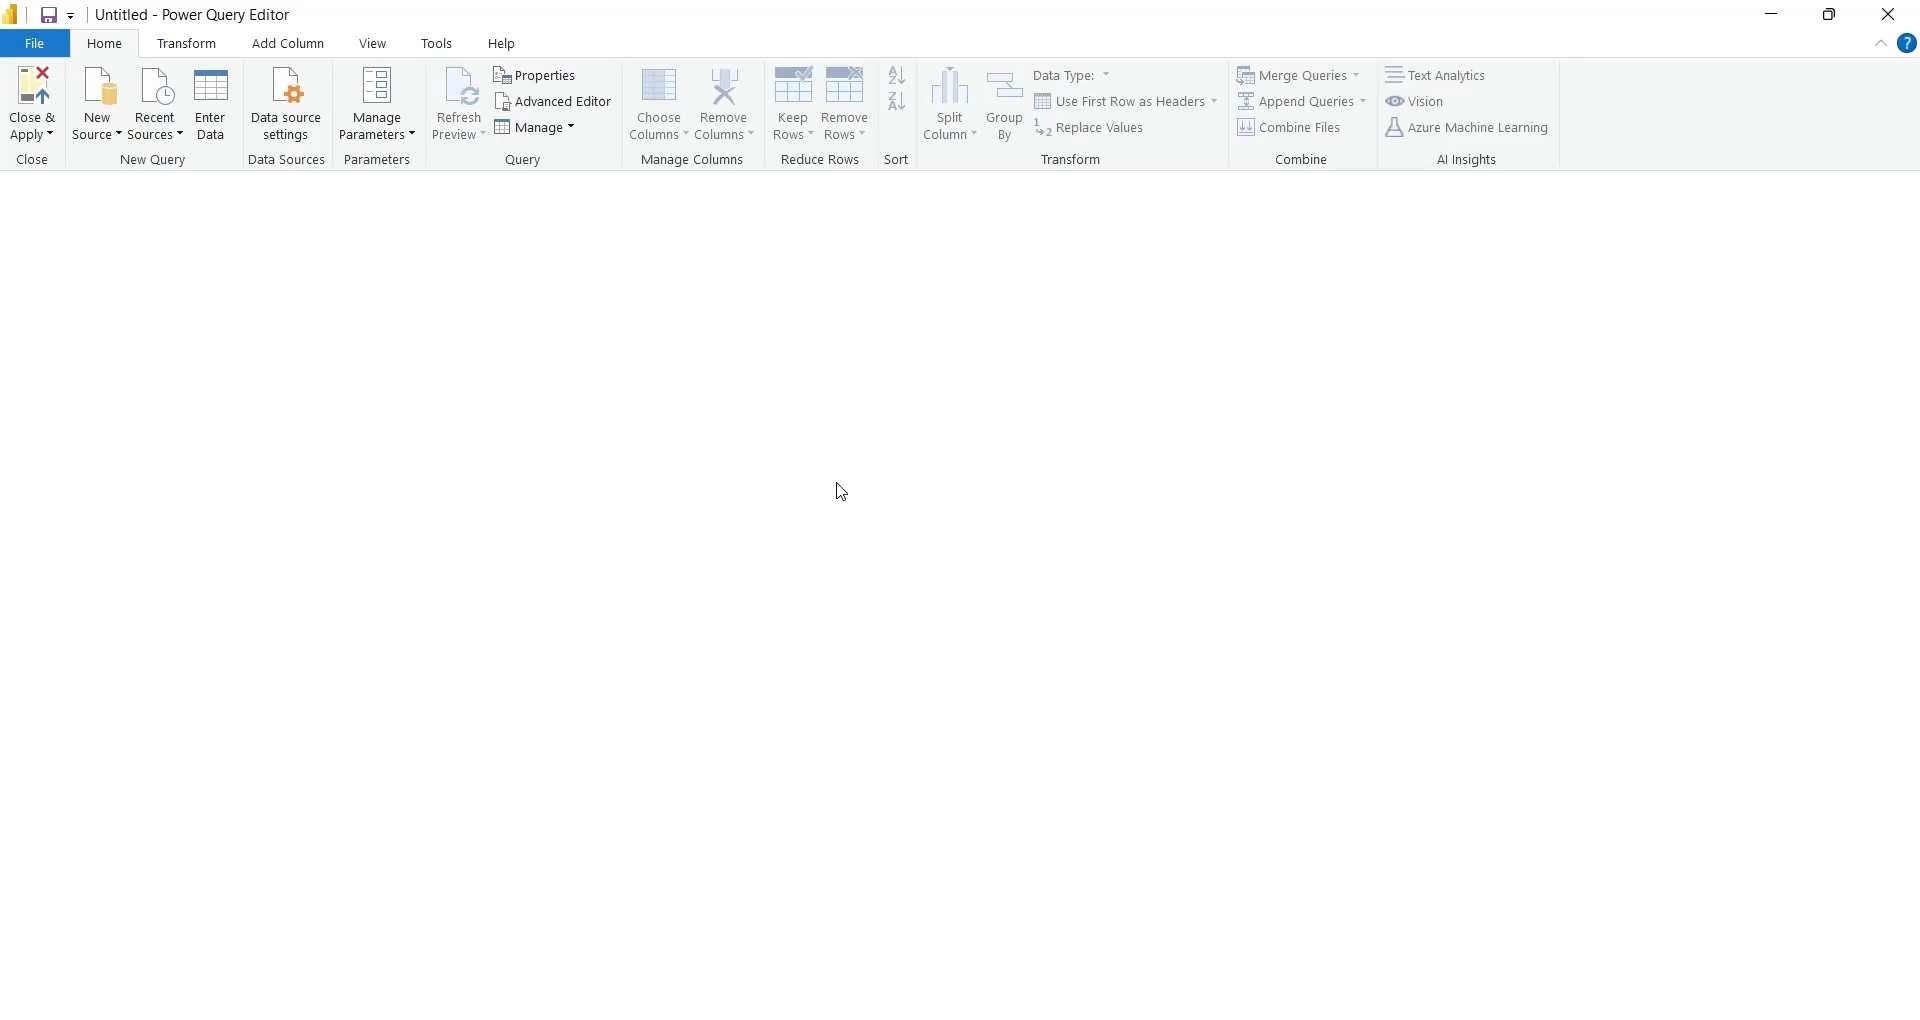 Untitled - Power Query Editor
File Home Transform Add Column View Tools Help
?
Close & Apply
Close
New Source
Recent Sources
Enter Data
New Query
Data source settings
Data Sources
Manage Parameters
Parameters
Refresh Preview
Properties
Advanced Editor
Manage
Query
Choose Columns
Remove Columns
Manage Columns
Keep Rows
Remove Rows
Reduce Rows
A
Z
Z
A
Sort
Split Column
Group By
Data Type:
Use First Row as Headers
1
2
Replace Values
Transform
Merge Queries
Append Queries
Combine Files
Combine
Text Analytics
Vision
Azure Machine Learning
AI Insights